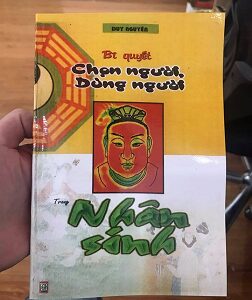 DUY NGUYÊN
Bí quyết
Chọn người,
Dùng người
Trong
Nhân
sinh